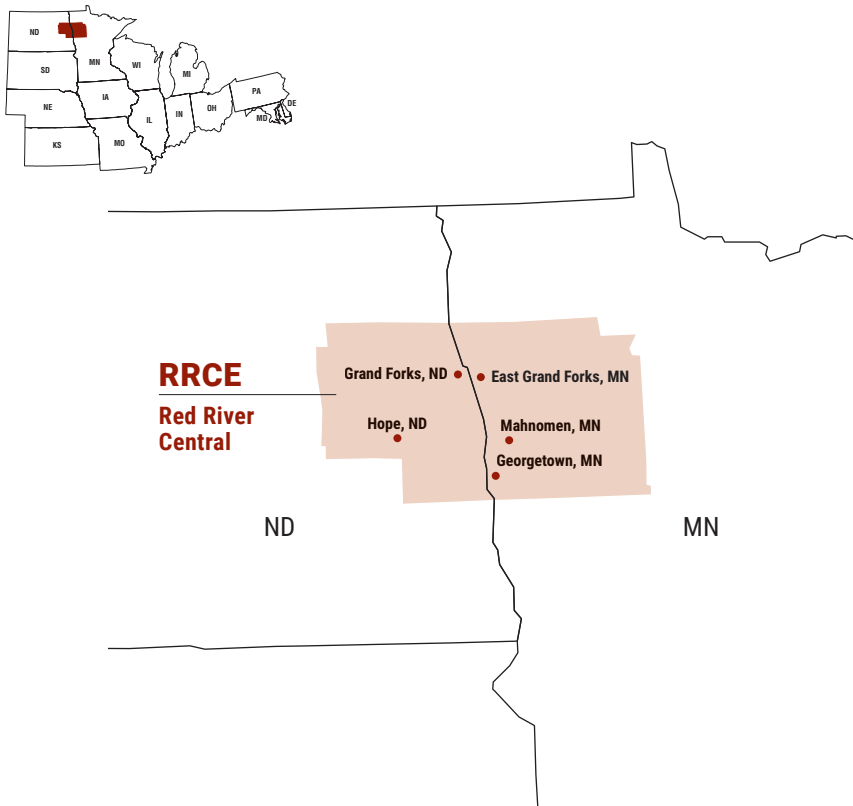 ND
MN
WI
MI
SD
IA
NE
IL
IN
OH
PA
DE
MD
KS
MO
RRCE
Red River
Central
Grand Forks, ND
East Grand Forks, MN
Hope, ND
Mahnomen, MN
Georgetown, MN
ND
MN